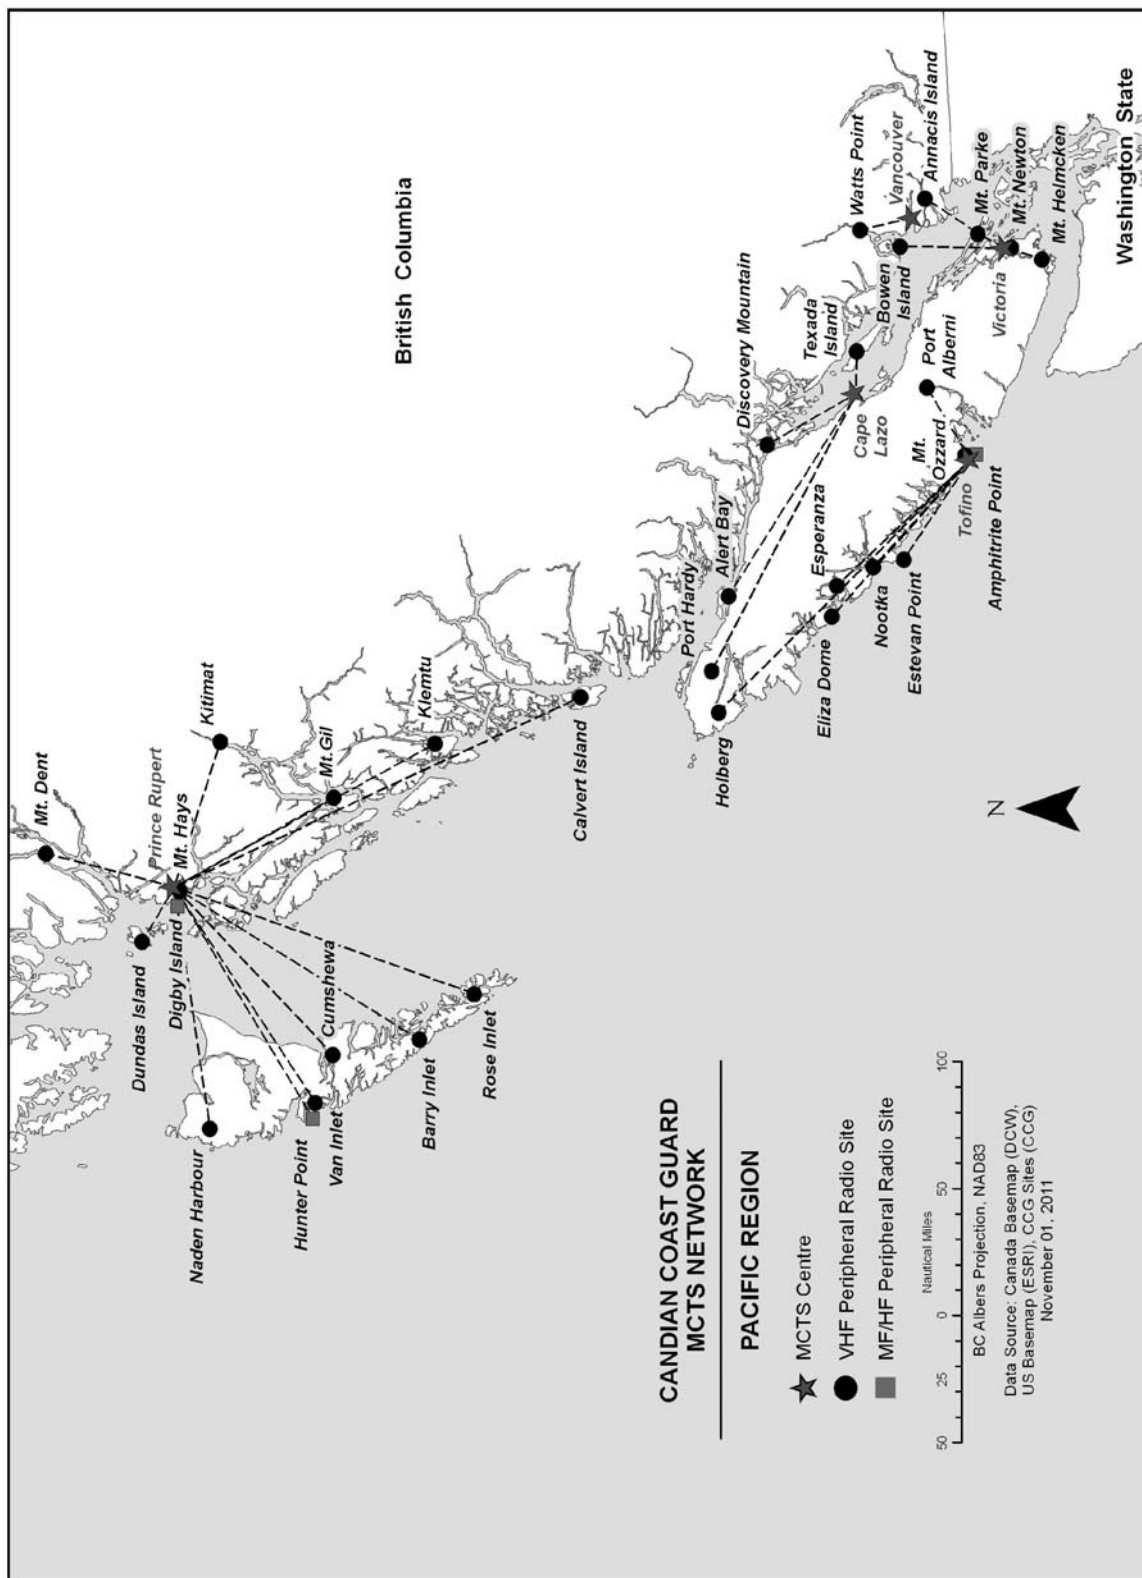 British Columbia
Mt. Dent
Kitimat
Prince Rupert
Mt. Hays
Dundas Island
Digby Island
Mt.Gil
Klemtu
Naden Harbour
Cumshewa
Hunter Point
Van Inlet
Barry Inlet
Rose Inlet
Calvert Island
Port Hardy
Alert Bay
Discovery Mountain
Holberg
Esperanza
Eliza Dome
Nootka
Estevan Point
Texada
Island
Cape
Lazo
Watts Point
Vancouver
Bowen
Island
Annacis Island
Port
Alberni
Mt.
Ozzard
Tofino
Amphitrite Point
Mt. Parke
Mt. Newton
Victoria
Mt. Helmcken
Washington State
N
CANDIAN COAST GUARD
MCTS NETWORK
PACIFIC REGION
MCTS Centre
VHF Peripheral Radio Site
MF/HF Peripheral Radio Site
Nautical Miles
50 25 0 50 100
BC Albers Projection, NAD83
Data Source: Canada Basemap (DCW),
US Basemap (ESRI), CCG Sites (CCG)
November 01, 2011